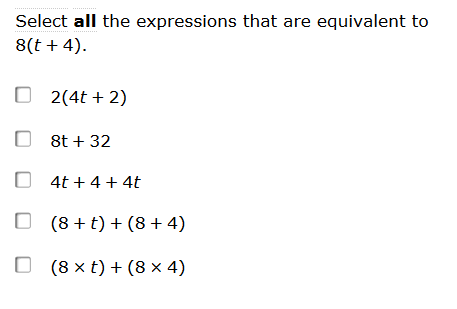 Select all the expressions that are equivalent to
8(t + 4).
2(4t + 2)
8t + 32
4t + 4 + 4t
(8 + t) + (8 + 4)
(8 × t) + (8 × 4)